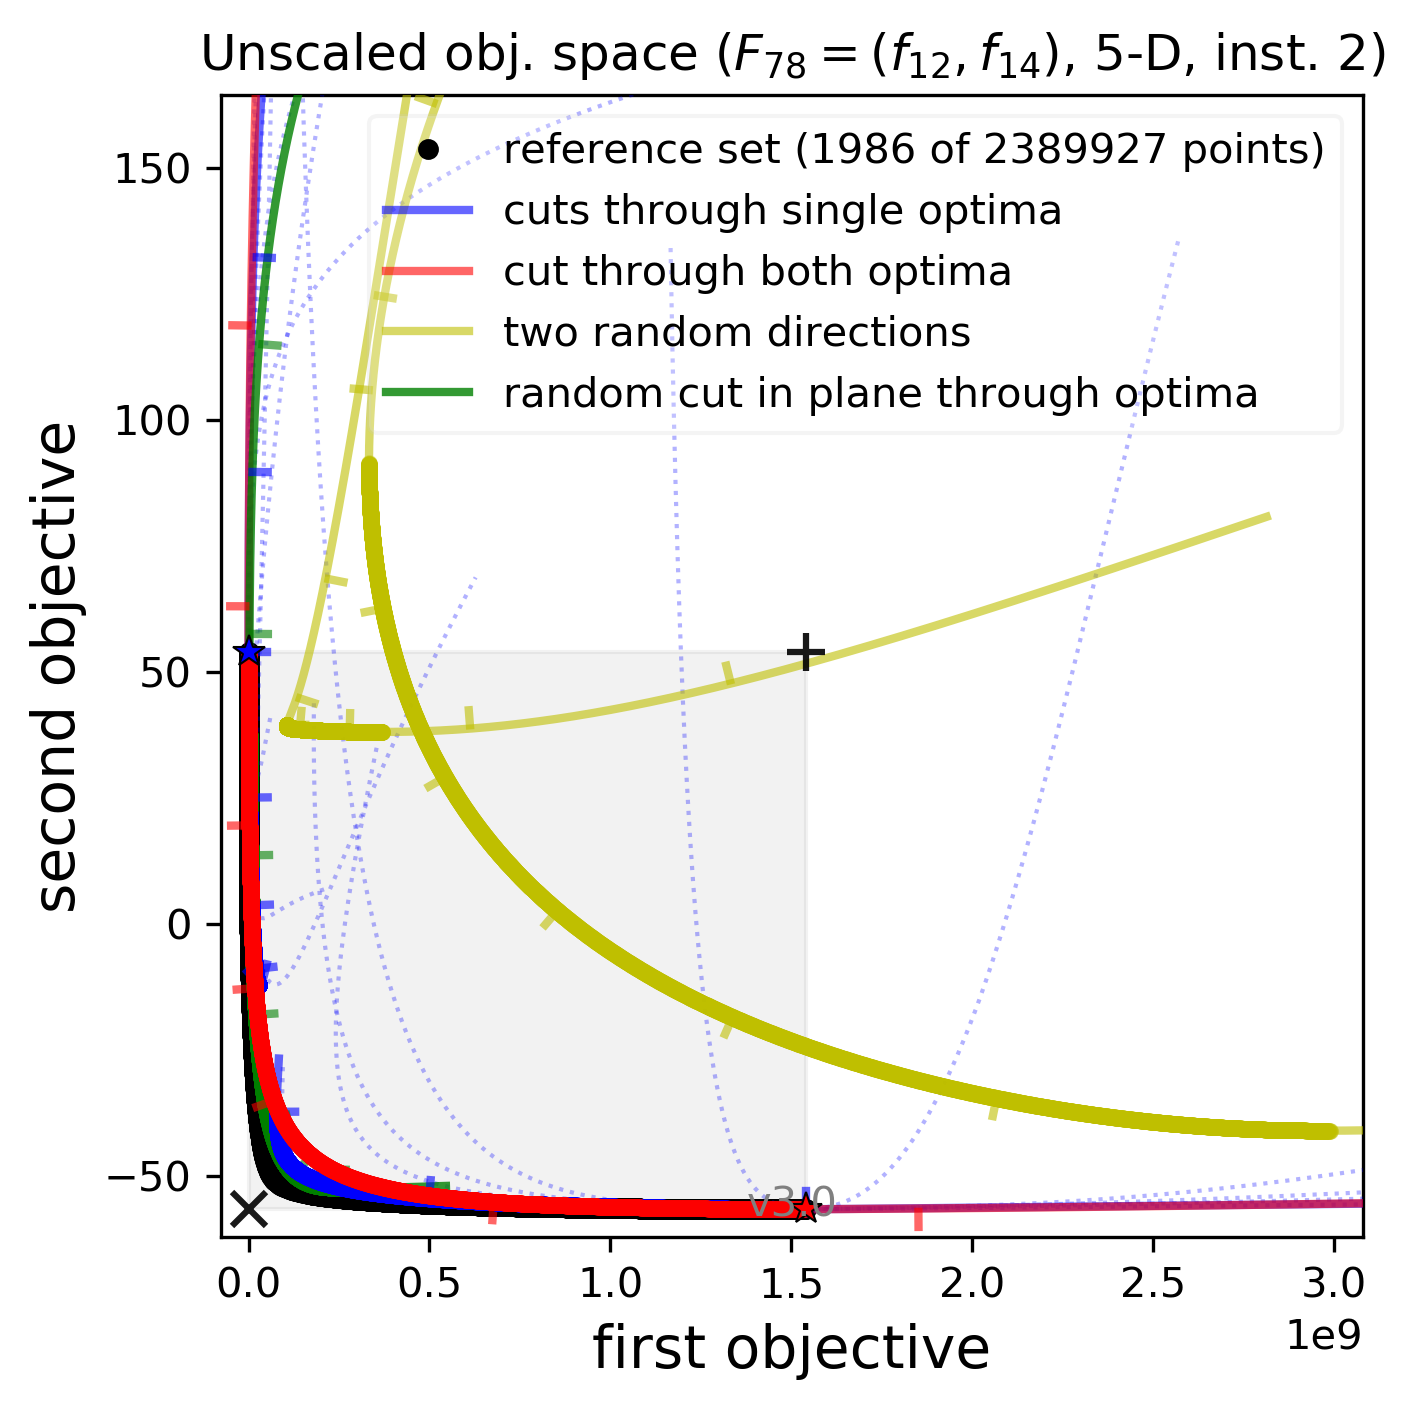 Unscaled obj. space (F₇₈ = (f₁₂, f₁₄), 5-D, inst. 2)
reference set (1986 of 2389927 points)
cuts through single optima
cut through both optima
two random directions
random cut in plane through optima
150
100
50
0
−50
second objective
v3.0
0.0 0.5 1.0 1.5 2.0 2.5 3.0
1e9
first objective